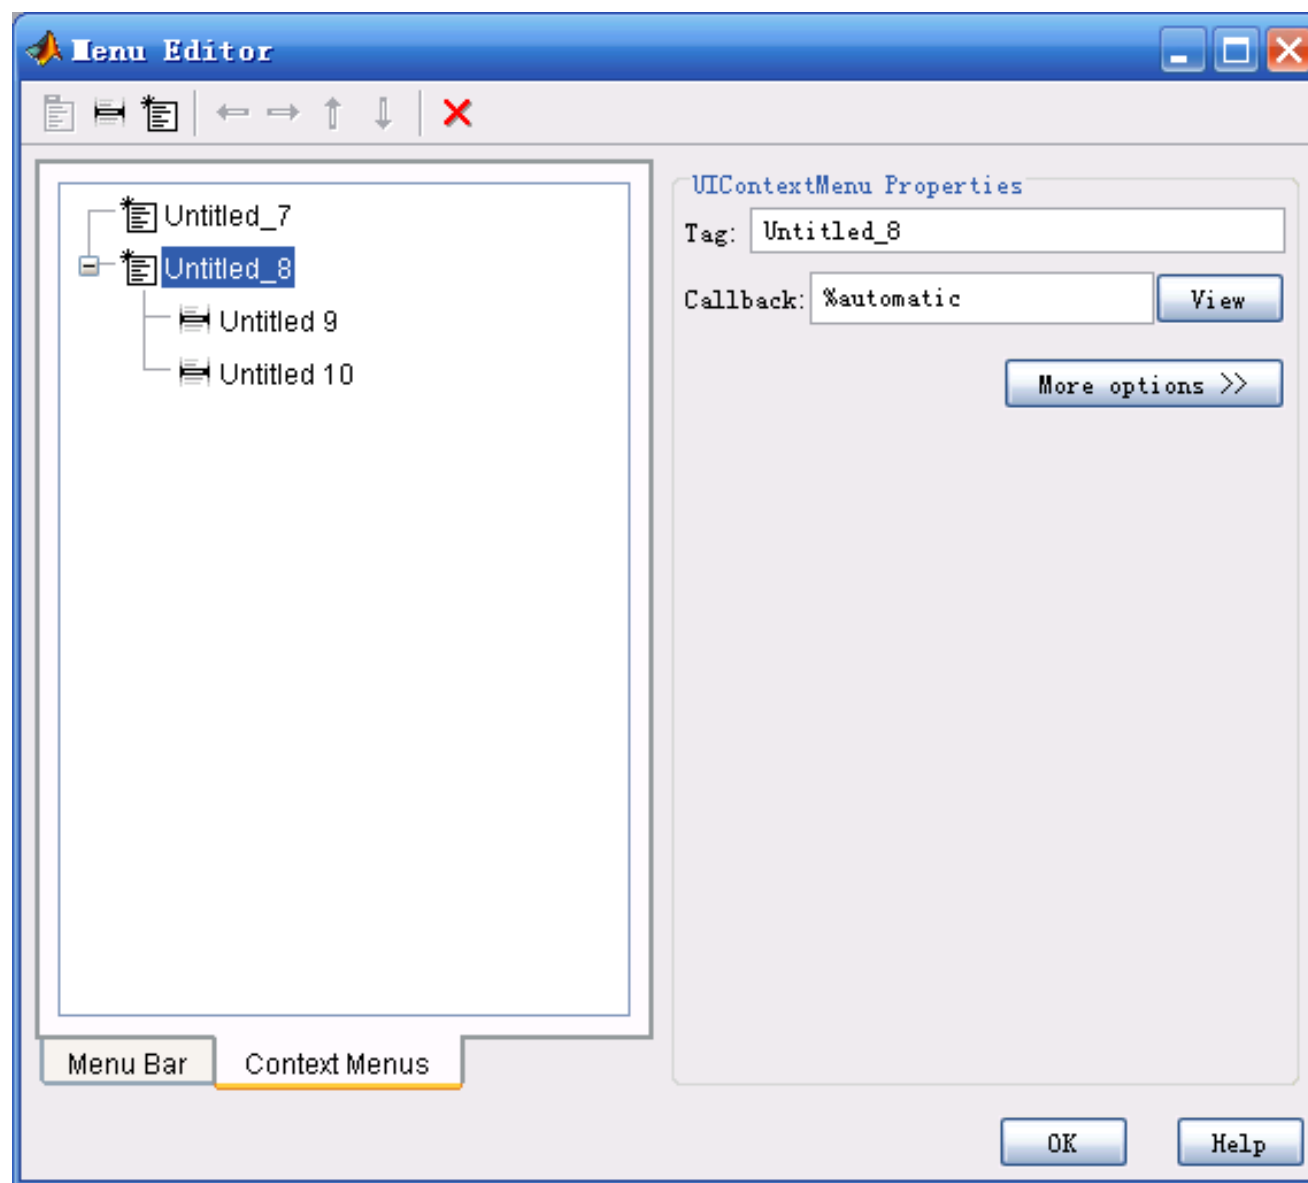 Menu Editor
Untitled_7
Untitled_8
Untitled 9
Untitled 10
Menu Bar
Context Menus
UIContextMenu Properties
Tag: Untitled_8
Callback: %automatic View
More options >>
OK
Help